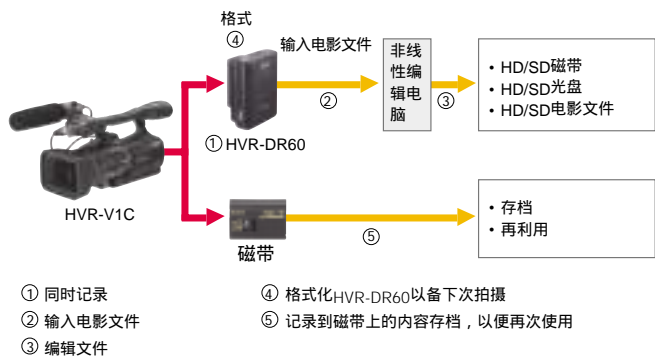 格式
④
输入电影文件
②
① HVR-DR60
非线
性编
辑电
脑
③
• HD/SD磁带
• HD/SD光盘
• HD/SD电影文件
HVR-V1C
磁带
⑤
• 存档
• 再利用
① 同时记录
② 输入电影文件
③ 编辑文件
④ 格式化HVR-DR60以备下次拍摄
⑤ 记录到磁带上的内容存档，以便再次使用